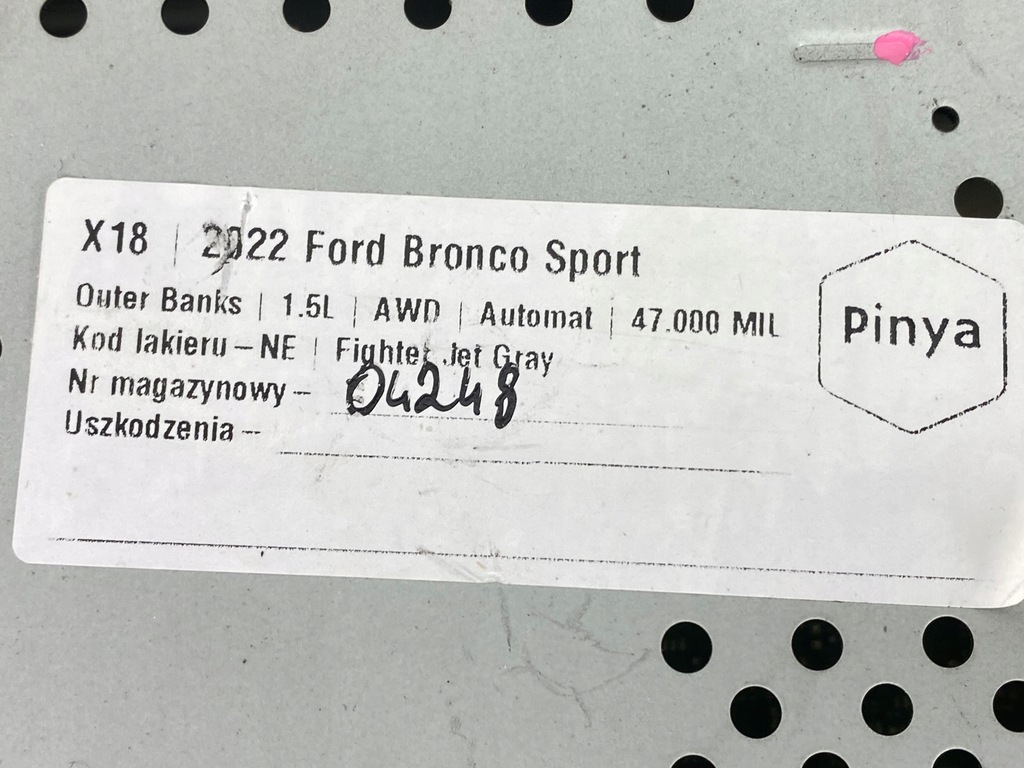 X18 | 2022 Ford Bronco Sport
Outer Banks | 1.5L | AWD | Automat | 47.000 MIL
Kod lakieru – NE | Fighter Jet Gray
Nr magazynowy – 04248
Uszkodzenia –
Pinya